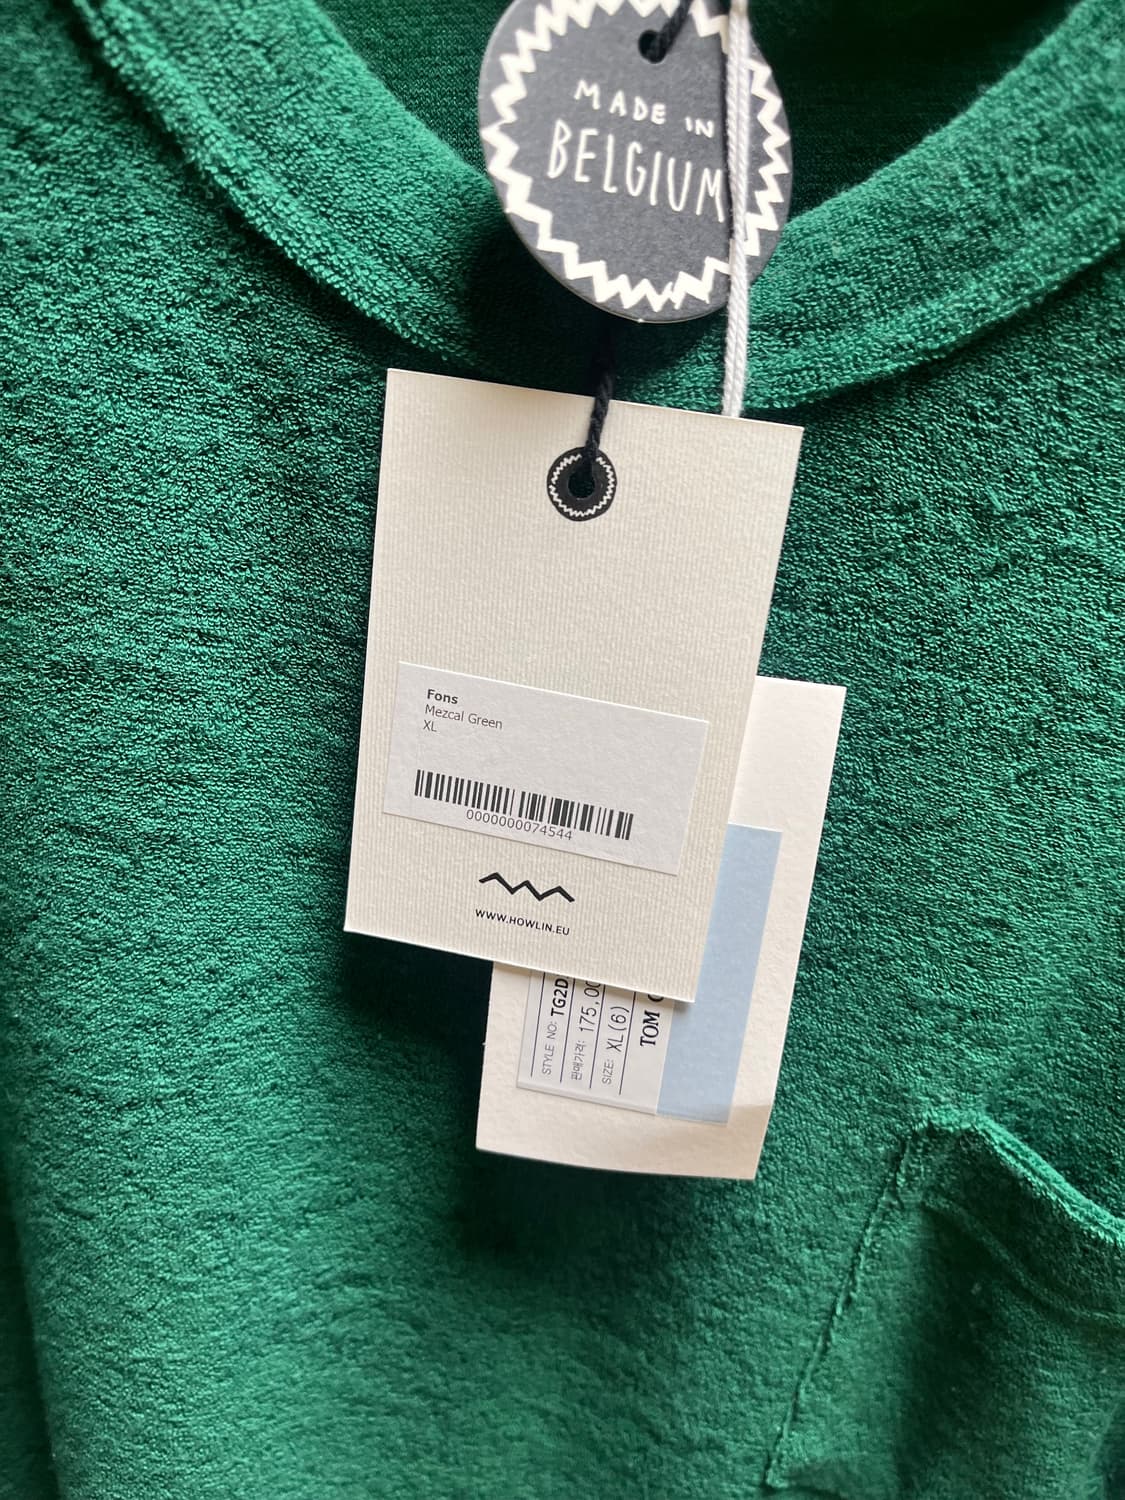 MADE IN
BELGIUM
Fons
Mezcal Green
XL
0000000074544
WWW.HOWLIN.EU
STYLE NO: TG2D
판매가격: 175,00
SIZE: XL(6)
TOM